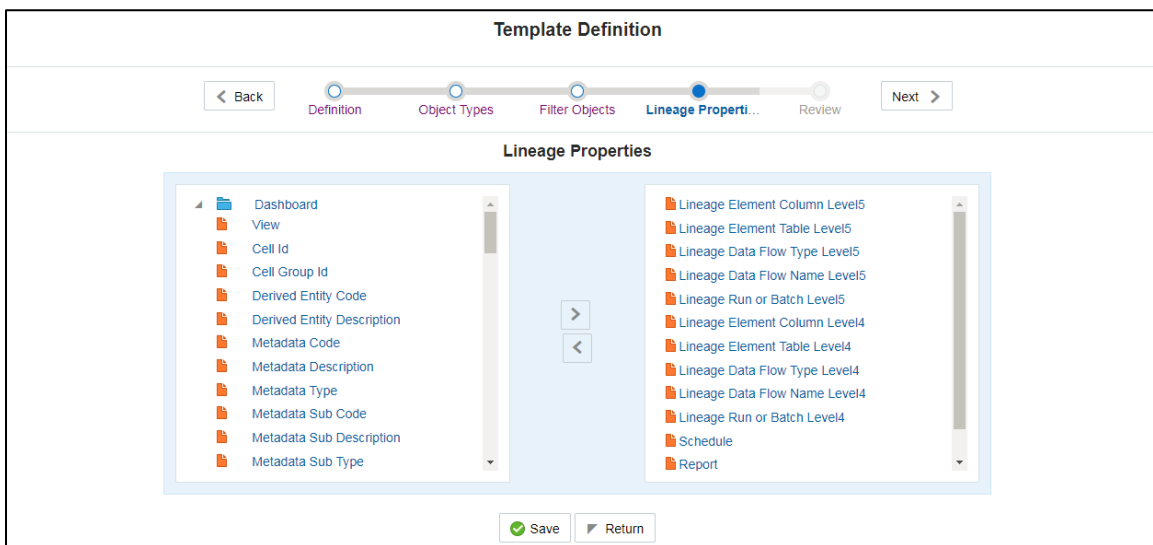 Template Definition
Back
Definition
Object Types
Filter Objects
Lineage Properti...
Review
Next
Lineage Properties
Dashboard
View
Cell Id
Cell Group Id
Derived Entity Code
Derived Entity Description
Metadata Code
Metadata Description
Metadata Type
Metadata Sub Code
Metadata Sub Description
Metadata Sub Type
Lineage Element Column Level5
Lineage Element Table Level5
Lineage Data Flow Type Level5
Lineage Data Flow Name Level5
Lineage Run or Batch Level5
Lineage Element Column Level4
Lineage Element Table Level4
Lineage Data Flow Type Level4
Lineage Data Flow Name Level4
Lineage Run or Batch Level4
Schedule
Report
Save
Return